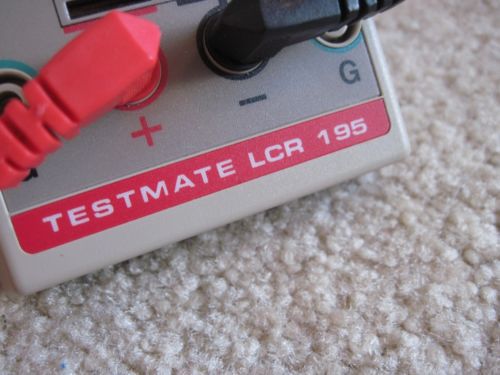 G
+ −
TESTMATE LCR 195